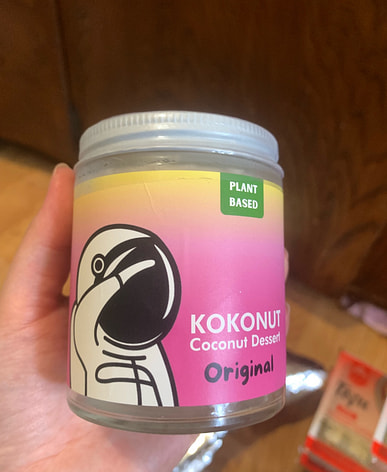 PLANT
BASED
KOKONUT
Coconut Dessert
Original